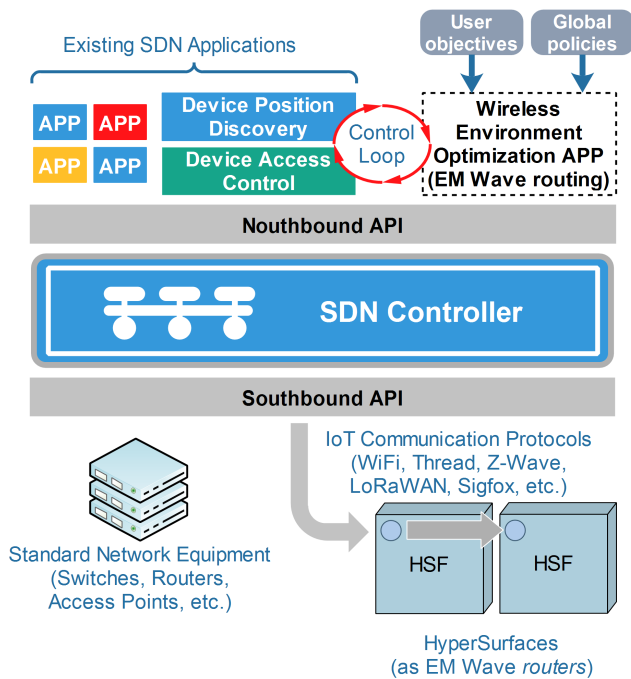 User
objectives
Global
policies
Existing SDN Applications
APP
APP
APP
APP
Device Position
Discovery
Device Access
Control
Control
Loop
Wireless
Environment
Optimization APP
(EM Wave routing)
Nouthbound API
SDN Controller
Southbound API
IoT Communication Protocols
(WiFi, Thread, Z-Wave,
LoRaWAN, Sigfox, etc.)
Standard Network Equipment
(Switches, Routers,
Access Points, etc.)
HSF
HSF
HyperSurfaces
(as EM Wave routers)